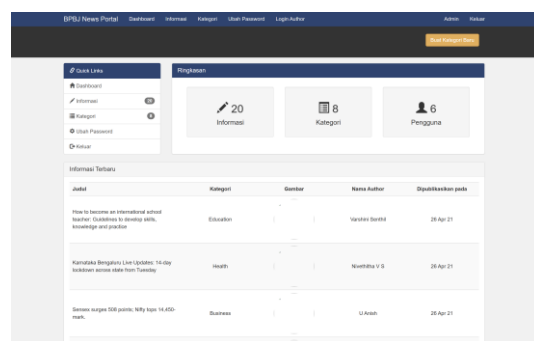 BPBJ News Portal Dashboard Informasi Kategori Ubah Password Login Author Admin Keluar
Buat Kategori Baru
Quick Links
Dashboard
Informasi 20
Kategori 8
Ubah Password
Keluar
Ringkasan
20
Informasi
8
Kategori
6
Pengguna
Informasi Terbaru
Judul Kategori Gambar Nama Author Dipublikasikan pada
How to become an international school
teacher: Guidelines to develop skills,
knowledge and practice
Education Varshini Senthil 26 Apr 21
Karnataka Bengaluru Live Updates: 14-day
lockdown across state from Tuesday
Health Nivethitha V S 26 Apr 21
Sensex surges 508 points; Nifty tops 14,450-
mark.
Business U Anish 26 Apr 21